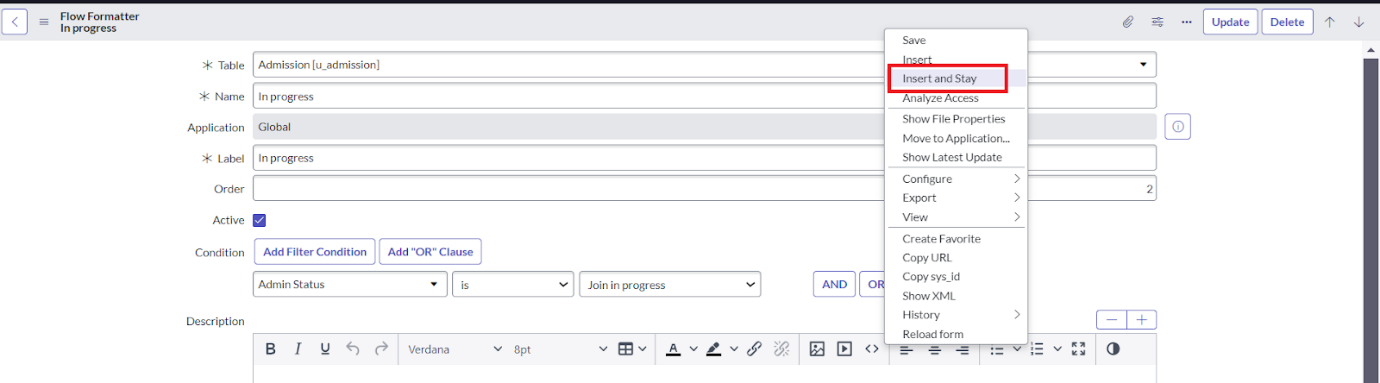 Flow Formatter
In progress
Update
Delete
Table
Admission [u_admission]
Name
In progress
Application
Global
Label
In progress
Order
2
Active
Condition
Add Filter Condition
Add "OR" Clause
Admin Status
is
Join in progress
AND
OR
Description
B I U
Verdana
8pt
A
Save
Insert
Insert and Stay
Analyze Access
Show File Properties
Move to Application...
Show Latest Update
Configure
Export
View
Create Favorite
Copy URL
Copy sys_id
Show XML
History
Reload form